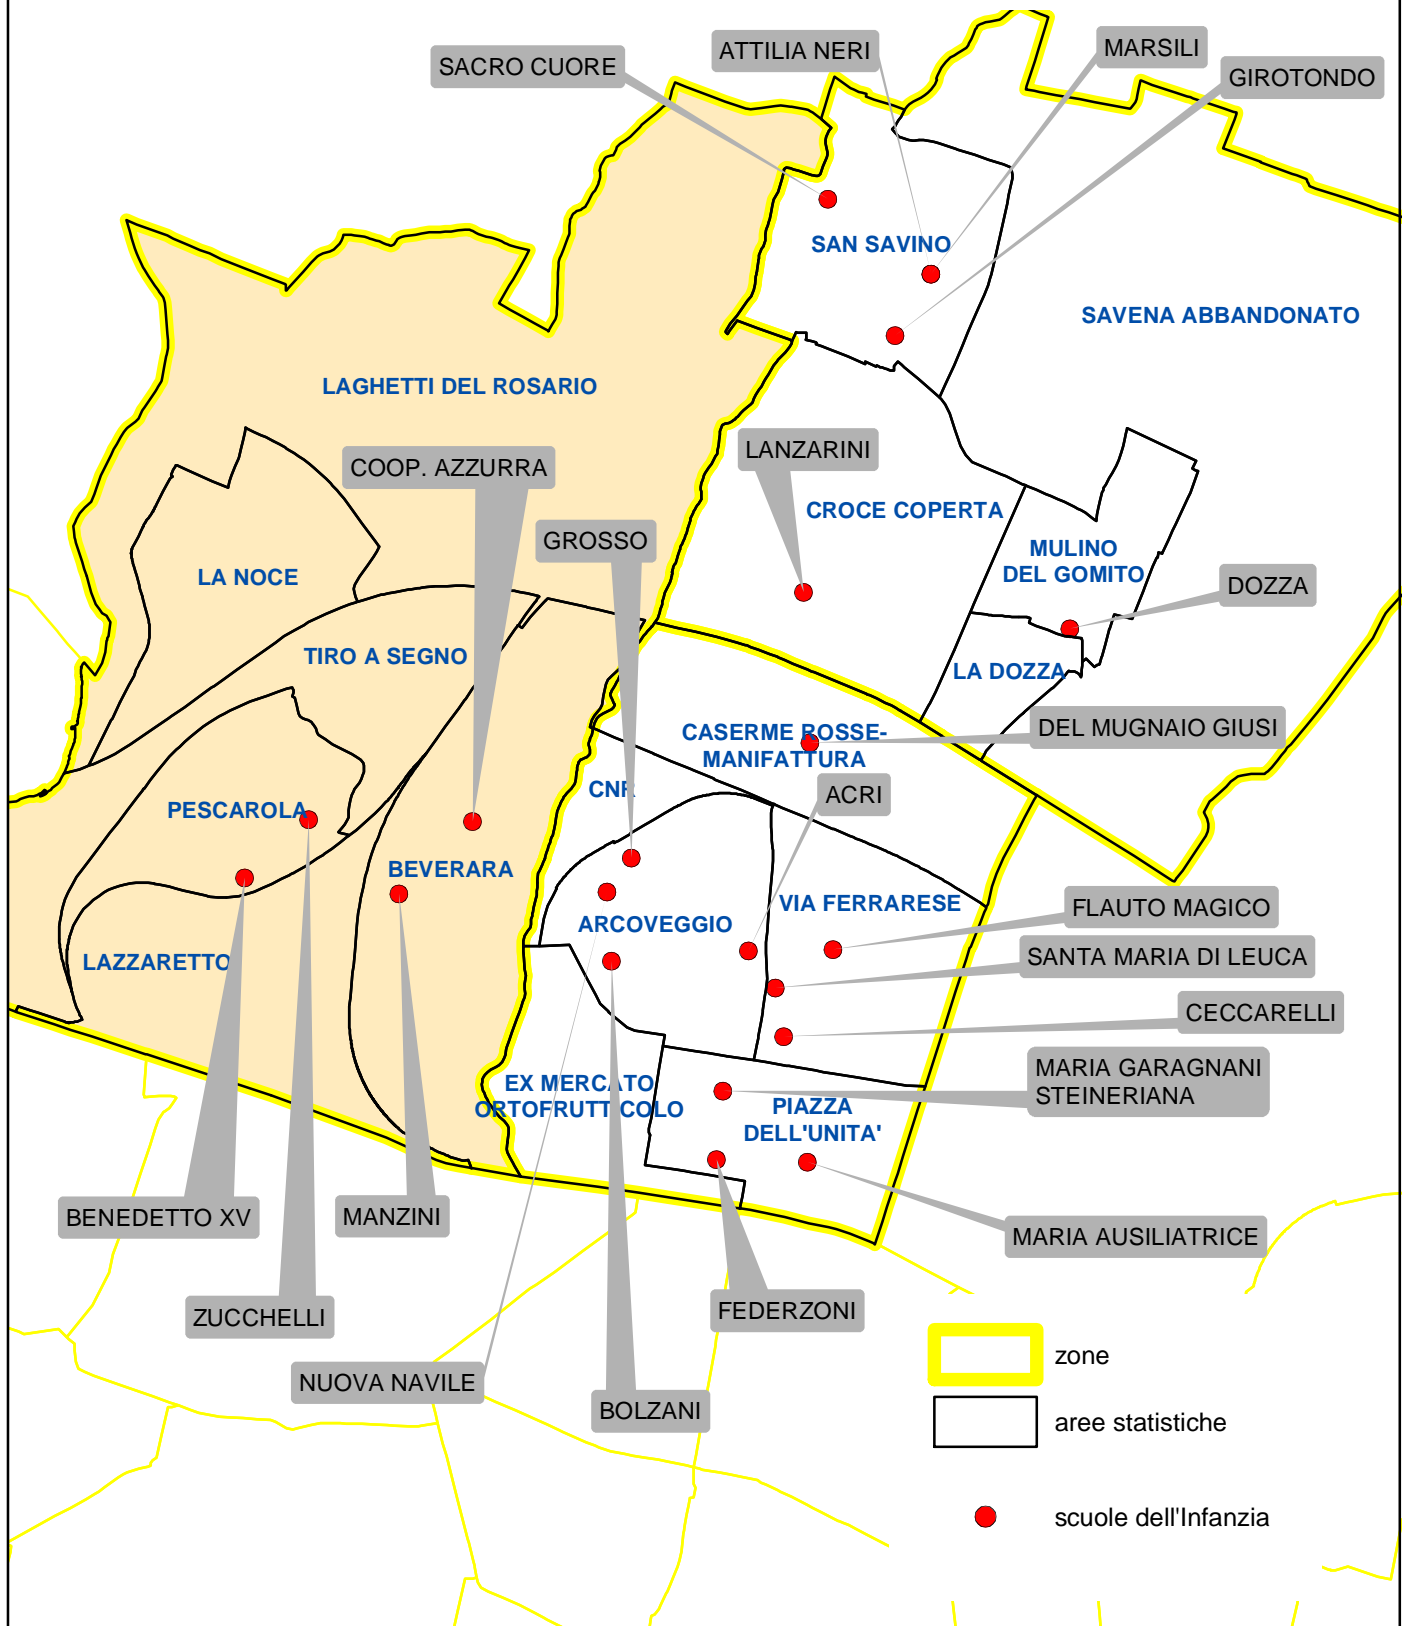 ATTILIA NERI
MARSILI
SACRO CUORE
GIROTONDO
SAN SAVINO
SAVENA ABBANDONATO
LAGHETTI DEL ROSARIO
LANZARINI
COOP. AZZURRA
CROCE COPERTA
GROSSO
MULINO
DEL GOMITO
LA NOCE
DOZZA
TIRO A SEGNO
LA DOZZA
DEL MUGNAIO GIUSI
CASERME ROSSE-
MANIFATTURA
CNR
ACRI
PESCAROLA
BEVERARA
VIA FERRARESE
FLAUTO MAGICO
ARCOVEGGIO
SANTA MARIA DI LEUCA
LAZZARETTO
CECCARELLI
MARIA GARAGNANI
STEINERIANA
EX MERCATO
ORTOFRUTTICOLO
PIAZZA
DELL'UNITA'
BENEDETTO XV
MANZINI
MARIA AUSILIATRICE
ZUCCHELLI
FEDERZONI
NUOVA NAVILE
BOLZANI
zone
aree statistiche
scuole dell'Infanzia